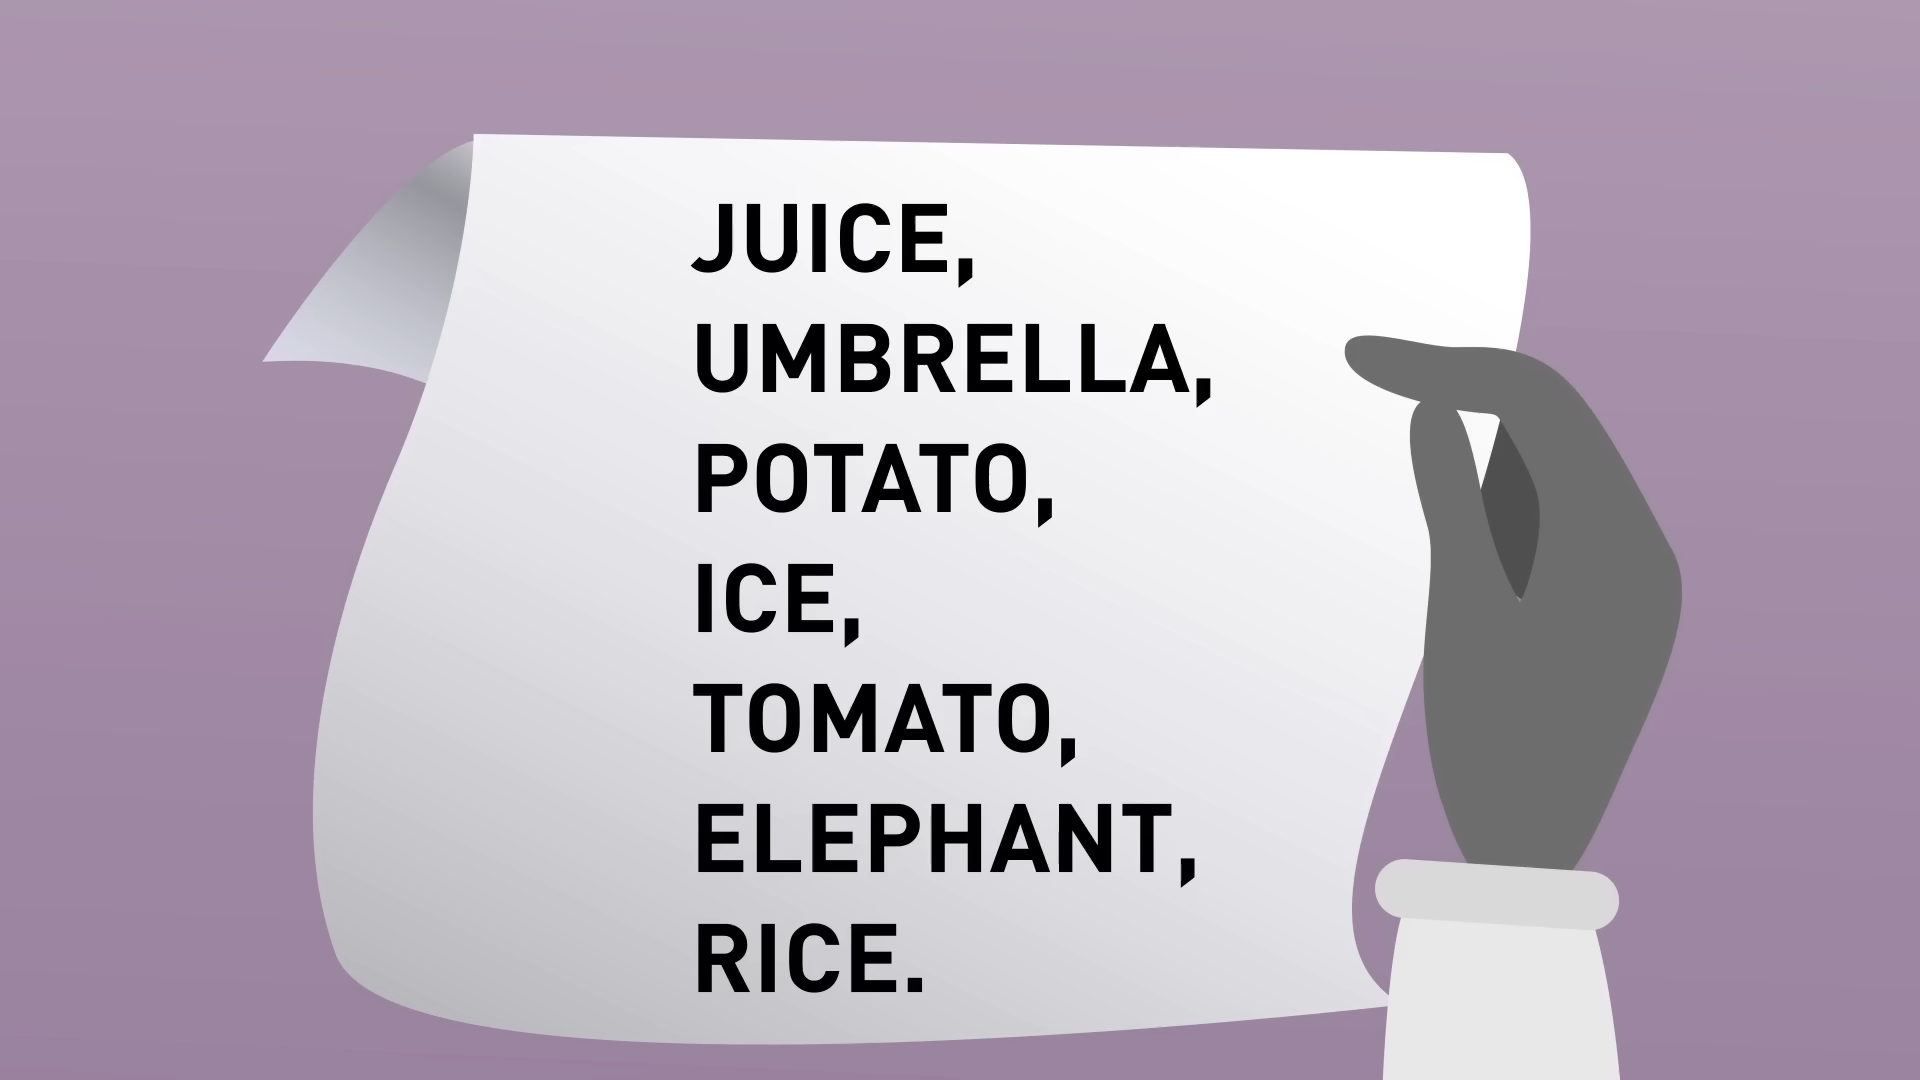 JUICE,
UMBRELLA,
POTATO,
ICE,
TOMATO,
ELEPHANT,
RICE.